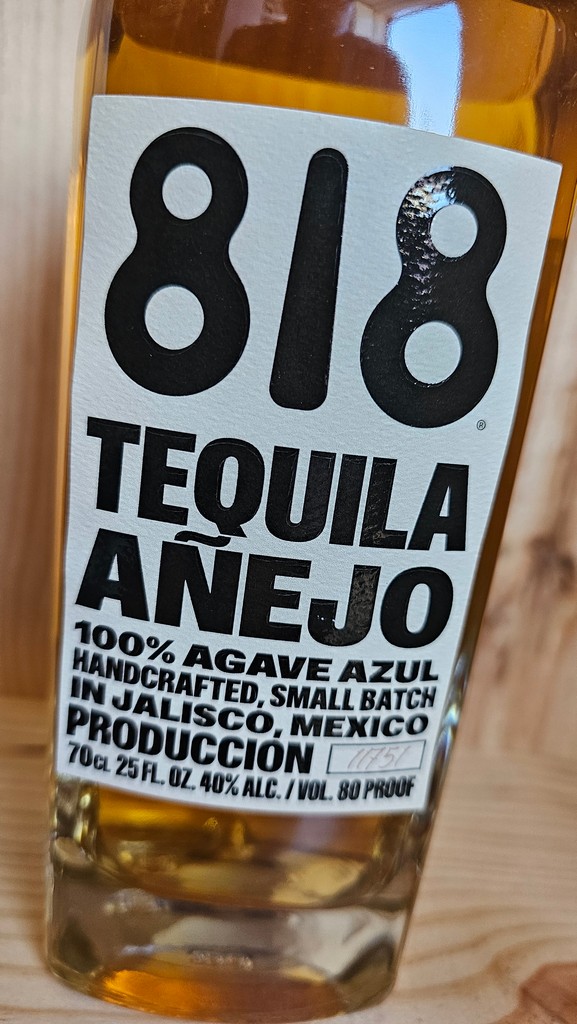 818
®
TEQUILA
AÑEJO
100% AGAVE AZUL
HANDCRAFTED, SMALL BATCH
IN JALISCO, MEXICO
PRODUCCIÓN 11751
70CL 25 FL. OZ. 40% ALC. / VOL. 80 PROOF